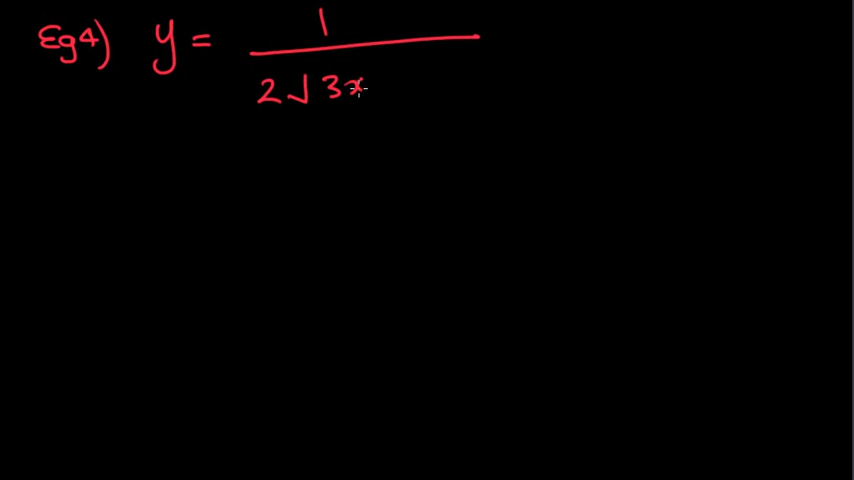 Eg4) y = 1
2√3x